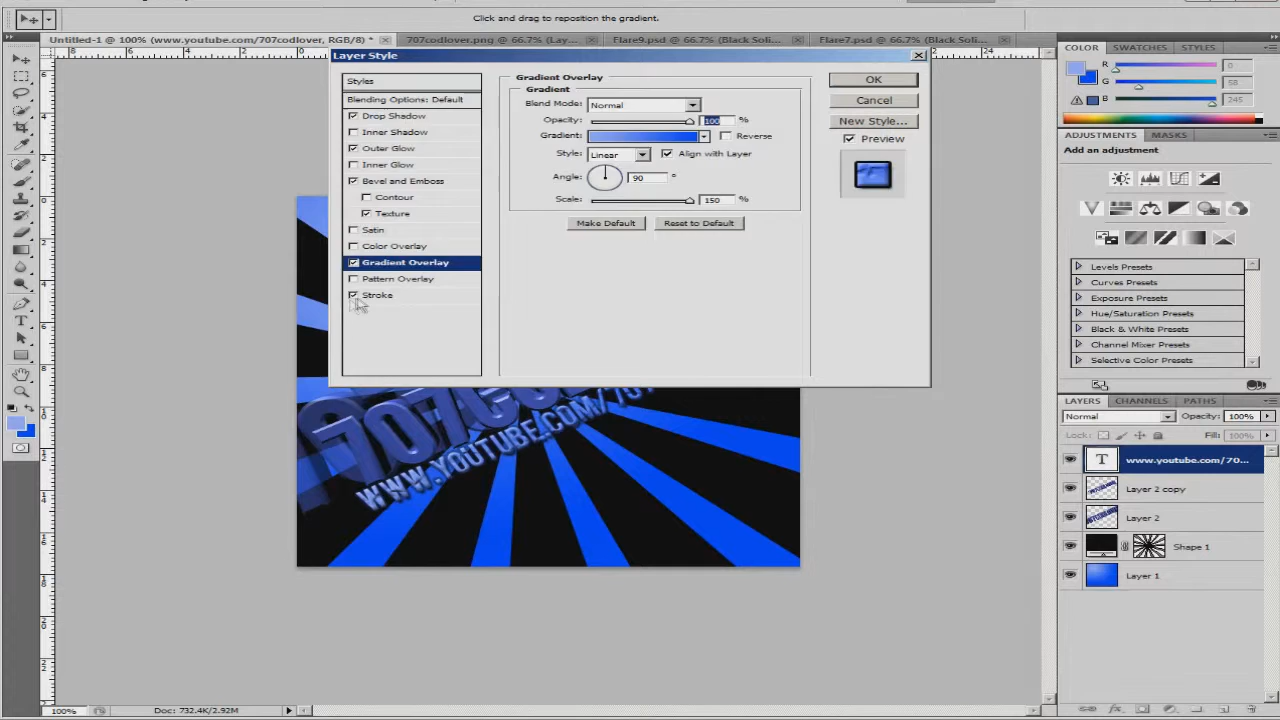 Click and drag to reposition the gradient.
Untitled-1 @ 100% (www.youtube.com/707codlover, RGB/8) *
707codlover.png @ 66.7% (Lay...
Flare9.psd @ 66.7% (Black Soli...
Flare7.psd @ 66.7% (Black Soli...
Layer Style
Styles
Blending Options: Default
Drop Shadow
Inner Shadow
Outer Glow
Inner Glow
Bevel and Emboss
Contour
Texture
Satin
Color Overlay
Gradient Overlay
Pattern Overlay
Stroke
Gradient Overlay
Gradient
Blend Mode: Normal
Opacity: 100 %
Gradient: Reverse
Style: Linear Align with Layer
Angle: 90 °
Scale: 150 %
Make Default Reset to Default
OK
Cancel
New Style...
Preview
COLOR SWATCHES STYLES
R 0
G 58
B 245
ADJUSTMENTS MASKS
Add an adjustment
Levels Presets
Curves Presets
Exposure Presets
Hue/Saturation Presets
Black & White Presets
Channel Mixer Presets
Selective Color Presets
LAYERS CHANNELS PATHS
Normal Opacity: 100%
Lock: Fill: 100%
T www.youtube.com/70...
Layer 2 copy
Layer 2
Shape 1
Layer 1
www.YouTube.com/707
100% Doc: 732.4K/2.92M